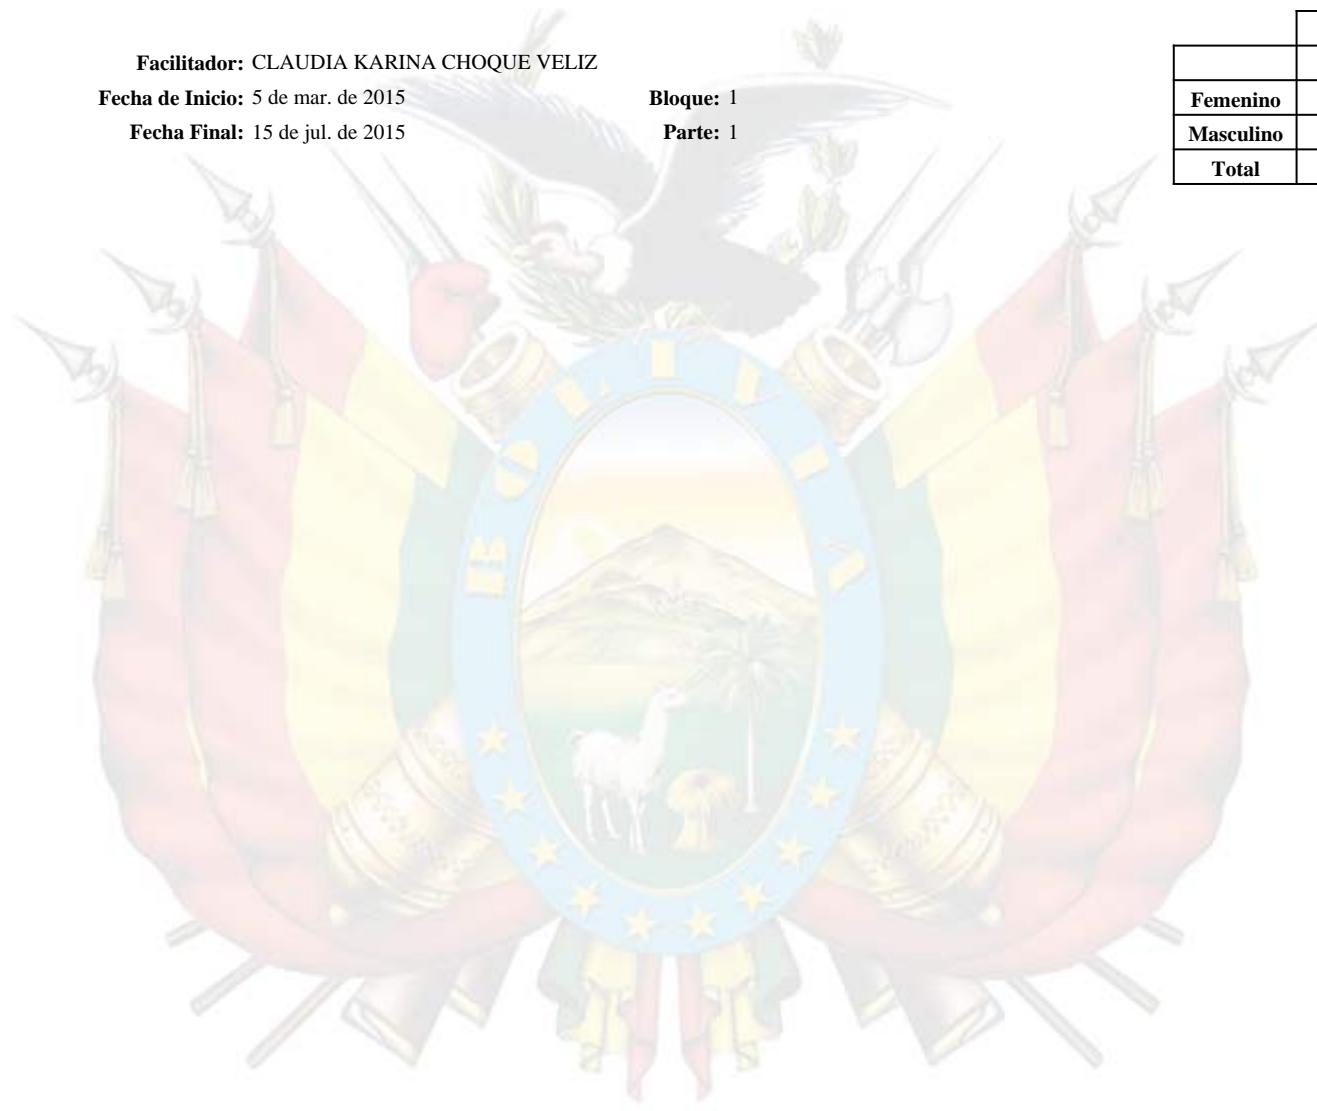 Facilitador: CLAUDIA KARINA CHOQUE VELIZ
Fecha de Inicio: 5 de mar. de 2015 Bloque: 1
Fecha Final: 15 de jul. de 2015 Parte: 1
Femenino
Masculino
Total
BOLIVIA